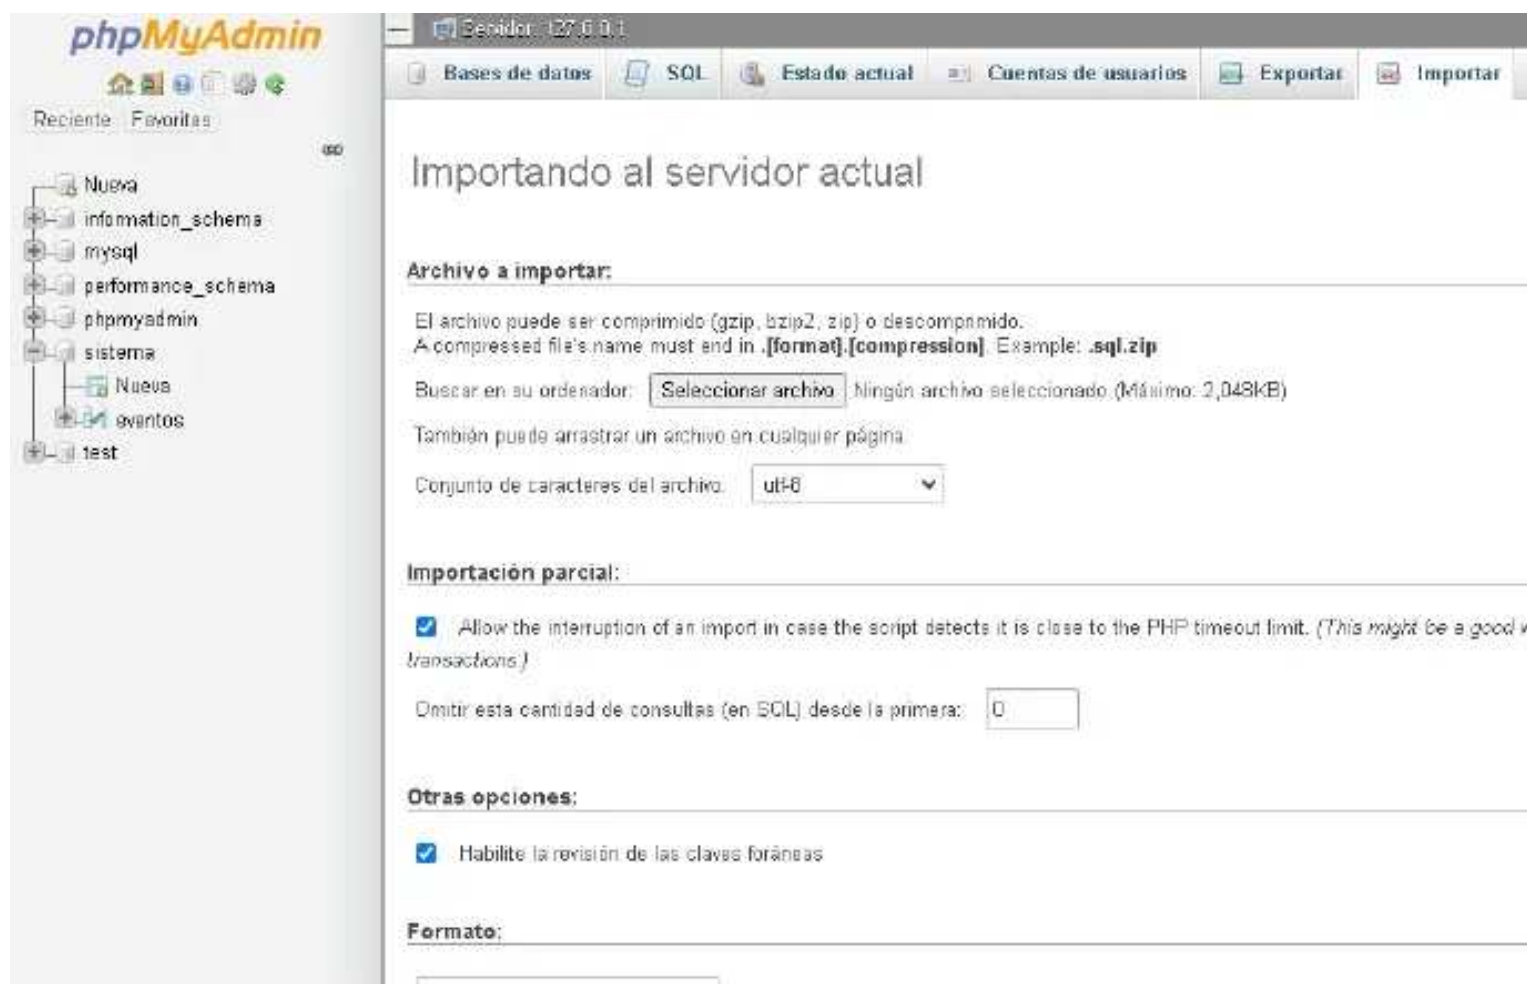 phpMyAdmin
Reciente Favoritas
Nueva
information_schema
mysql
performance_schema
phpmyadmin
sistema
Nueva
eventos
test
Servidor: 127.0.0.1
Bases de datos SQL Estado actual Cuentas de usuarios Exportar Importar
Importando al servidor actual
Archivo a importar:
El archivo puede ser comprimido (gzip, bzip2, zip) o descomprimido.
A compressed file's name must end in .[format].[compression]. Example: .sql.zip
Buscar en su ordenador: Seleccionar archivo Ningún archivo seleccionado (Máximo: 2,048KB)
También puede arrastrar un archivo en cualquier página.
Conjunto de caracteres del archivo: utf-8
Importación parcial:
Allow the interruption of an import in case the script detects it is close to the PHP timeout limit. (This might be a good
transactions.)
Omitir esta cantidad de consultas (en SQL) desde la primera: 0
Otras opciones:
Habilite la revisión de las claves foráneas
Formato: